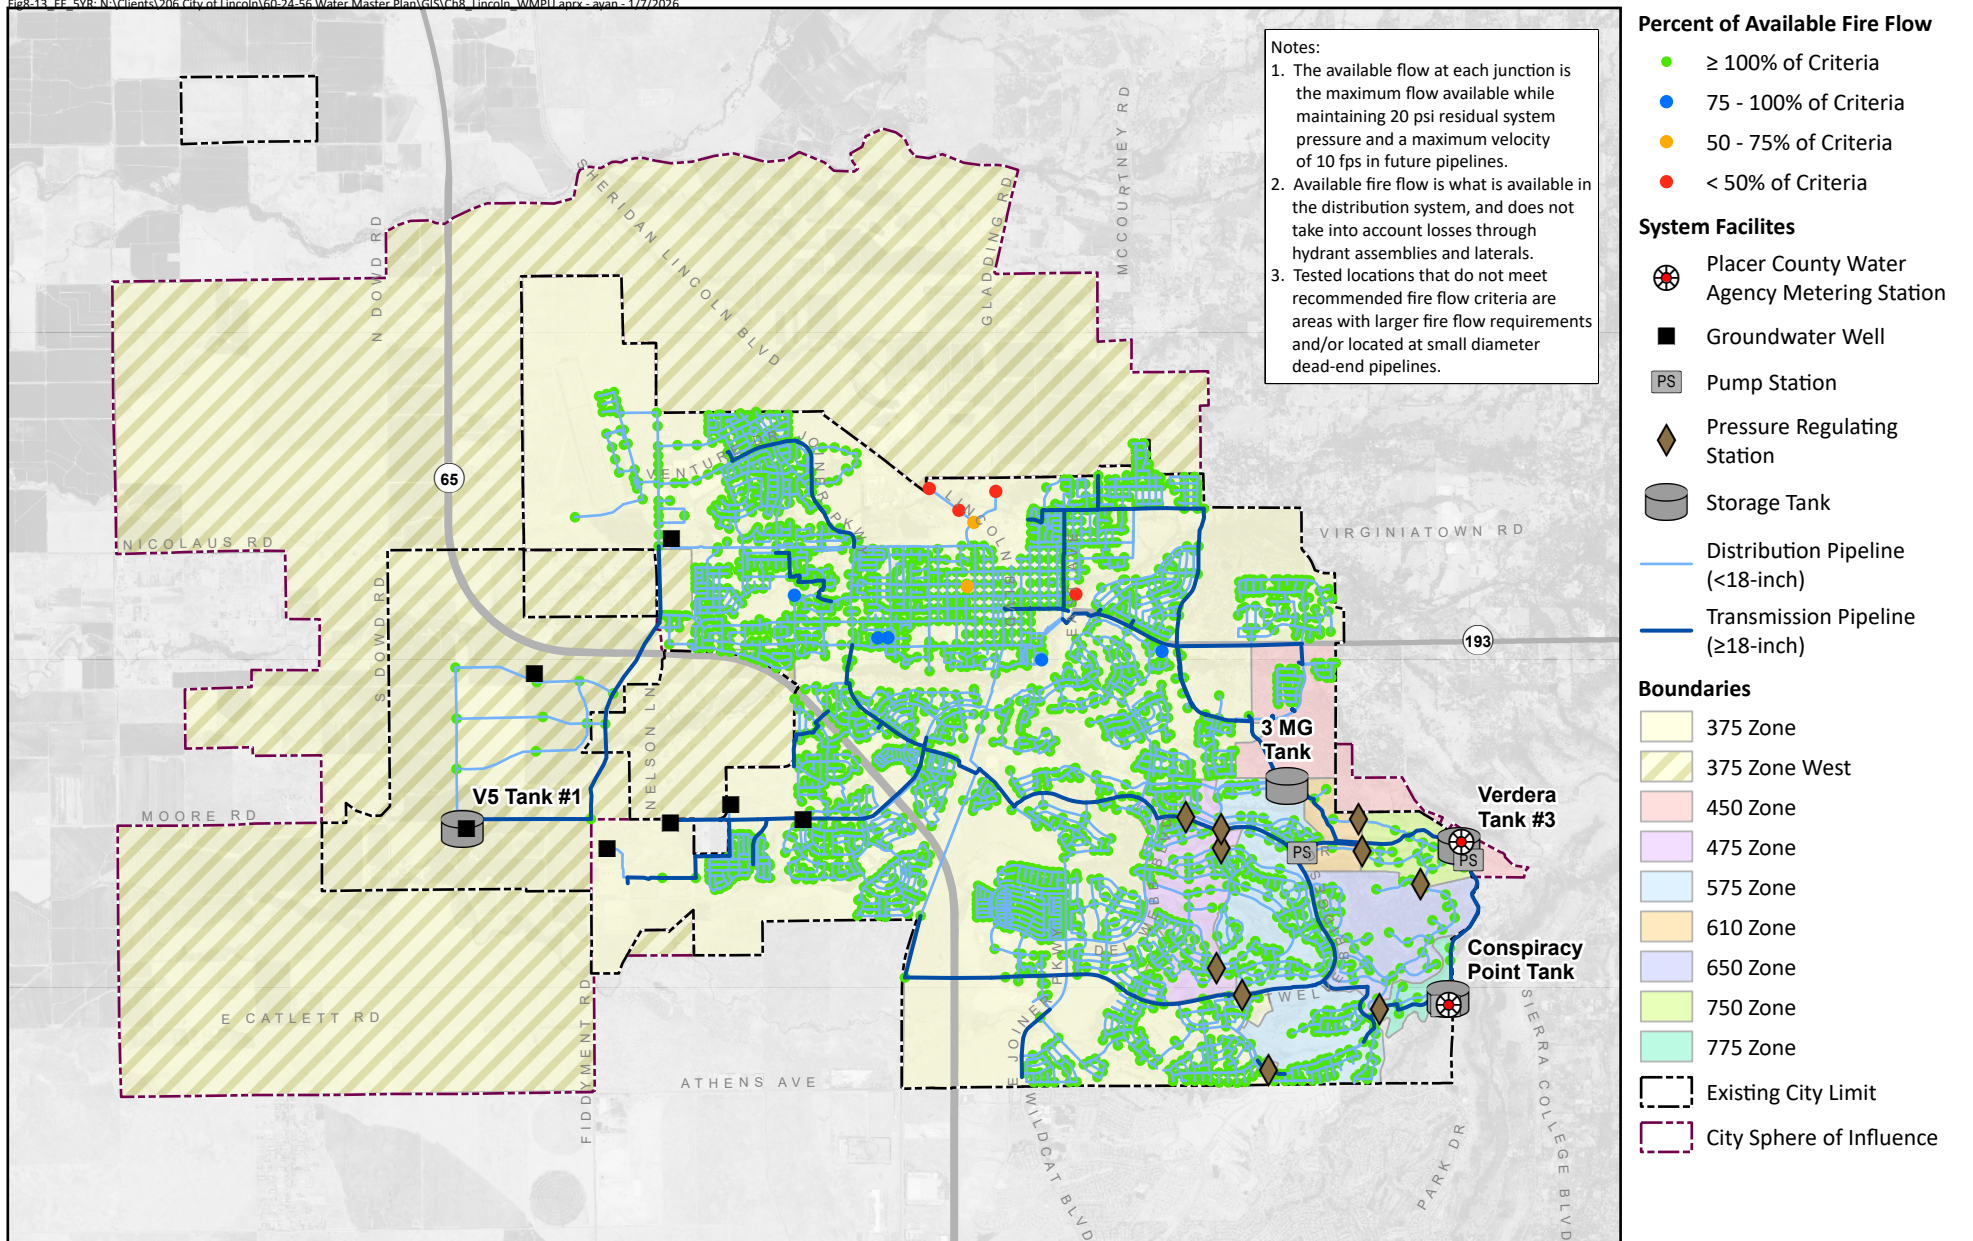 Fig8-13_FF_5YR: N:\Clients\206 City of Lincoln\60-24-56 Water Master Plan\GIS\Ch8_Lincoln_WMPU.aprx - ayan - 1/7/2026
Notes:
1. The available flow at each junction is
the maximum flow available while
maintaining 20 psi residual system
pressure and a maximum velocity
of 10 fps in future pipelines.
2. Available fire flow is what is available in
the distribution system, and does not
take into account losses through
hydrant assemblies and laterals.
3. Tested locations that do not meet
recommended fire flow criteria are
areas with larger fire flow requirements
and/or located at small diameter
dead-end pipelines.
Percent of Available Fire Flow
≥ 100% of Criteria
75 - 100% of Criteria
50 - 75% of Criteria
< 50% of Criteria
System Facilites
Placer County Water
Agency Metering Station
Groundwater Well
PS
Pump Station
Pressure Regulating
Station
Storage Tank
Distribution Pipeline
(<18-inch)
Transmission Pipeline
(≥18-inch)
Boundaries
375 Zone
375 Zone West
450 Zone
475 Zone
575 Zone
610 Zone
650 Zone
750 Zone
775 Zone
Existing City Limit
City Sphere of Influence
SHERIDAN LINCOLN BLVD
N DOWD RD
GLADDING RD
MCCOURTNEY RD
65
NICOLAUS RD
VIRGINIATOWN RD
193
S DOWD RD
NELSON LN
LINCOLN
3 MG
Tank
V5 Tank #1
MOORE RD
Verdera
Tank #3
PS
PS
Conspiracy
Point Tank
E CATLETT RD
FIDDYMENT RD
ATHENS AVE
E JOINER PKWY
WILDCAT BLVD
PARK DR
SIERRA COLLEGE BLVD